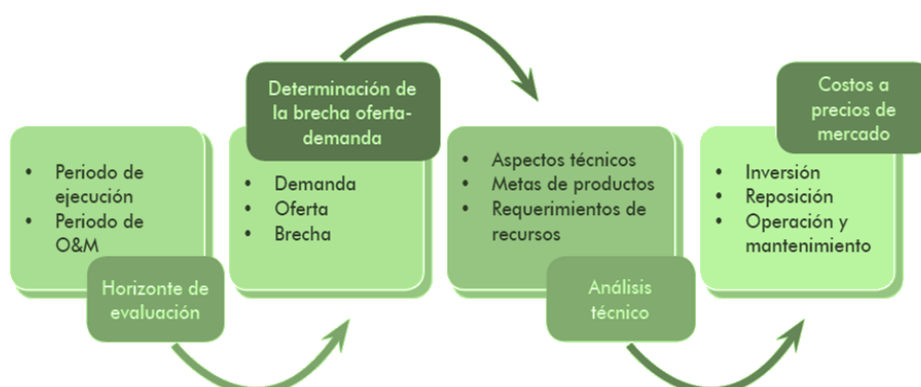 • Periodo de
ejecución
• Periodo de
O&M
Horizonte de
evaluación
Determinación de
la brecha oferta-
demanda
• Demanda
• Oferta
• Brecha
• Aspectos técnicos
• Metas de productos
• Requerimientos de
recursos
Análisis
técnico
Costos a
precios de
mercado
• Inversión
• Reposición
• Operación y
mantenimiento